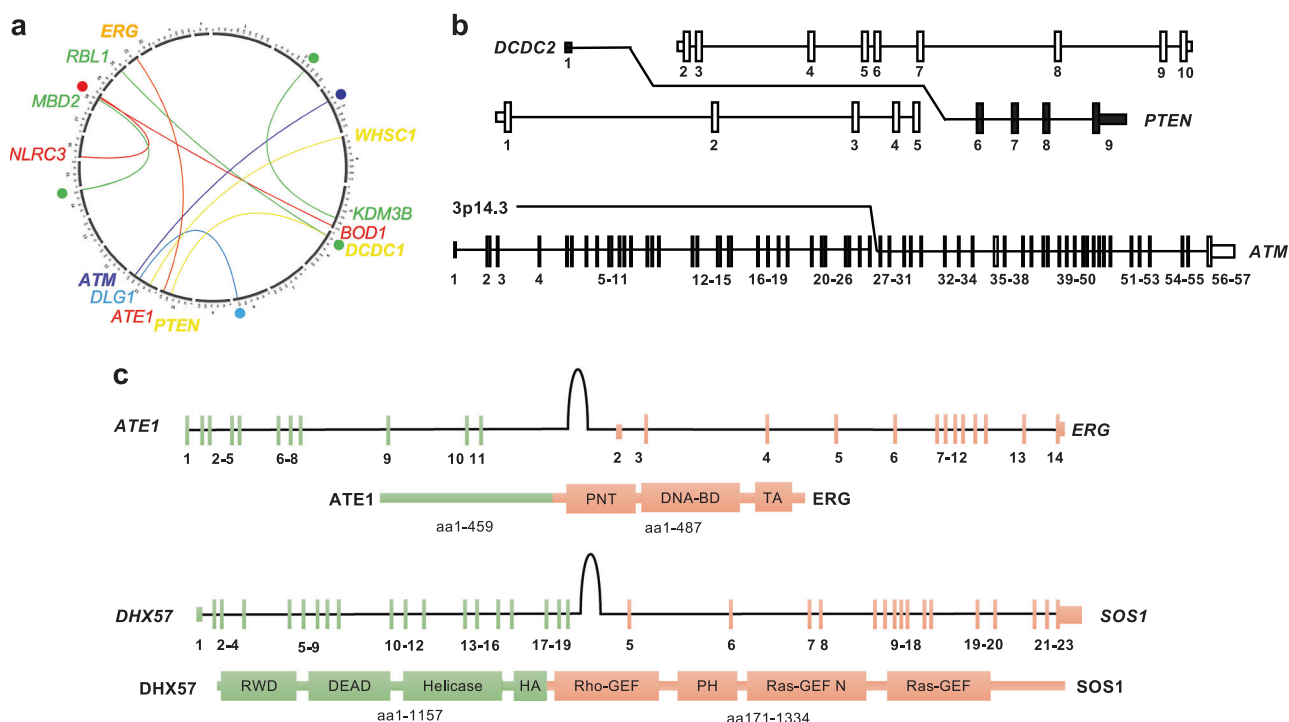 a
ERG
RBL1
MBD2
NLRC3
WHSC1
KDM3B
BOD1
DCDC1
ATM
DLG1
ATE1
PTEN
b
DCDC2
1
2 3 4 5 6 7 8 9 10
1 2 3 4 5
6 7 8 9
PTEN
3p14.3
ATM
1 2 3 4 5-11 12-15 16-19 20-26 27-31 32-34 35-38 39-50 51-53 54-55 56-57
c
ATE1 ERG
1 2-5 6-8 9 10 11 2 3 4 5 6 7-12 13 14
ATE1 PNT DNA-BD TA ERG
aa1-459 aa1-487
DHX57 SOS1
1 2-4 5-9 10-12 13-16 17-19 5 6 7 8 9-18 19-20 21-23
DHX57 RWD DEAD Helicase HA Rho-GEF PH Ras-GEF N Ras-GEF SOS1
aa1-1157 aa171-1334